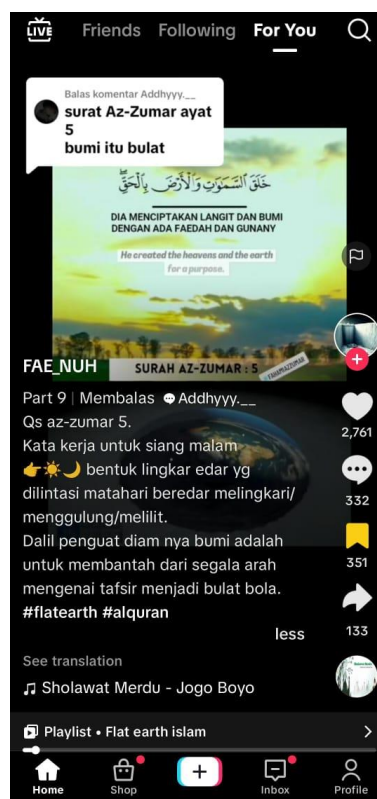 LIVE
Friends Following For You
Balas komentar Addhyyy.__
surat Az-Zumar ayat
5
bumi itu bulat
خَلَقَ السَّمٰوٰتِ وَالْاَرْضَ بِالْحَقِّۚ
DIA MENCIPTAKAN LANGIT DAN BUMI
DENGAN ADA FAEDAH DAN GUNANY
He created the heavens and the earth
for a purpose.
SURAH AZ-ZUMAR : 5
FAE_NUH
Part 9 | Membalas Addhyyy.__
Qs az-zumar 5.
Kata kerja untuk siang malam
👉☀️🌙 bentuk lingkar edar yg
dilintasi matahari beredar melingkari/
menggulung/melilit.
Dalil penguat diam nya bumi adalah
untuk membantah dari segala arah
mengenai tafsir menjadi bulat bola.
#flatearth #alquran
less
2,761
332
351
133
See translation
Sholawat Merdu - Jogo Boyo
Playlist • Flat earth islam
Home Shop Inbox Profile